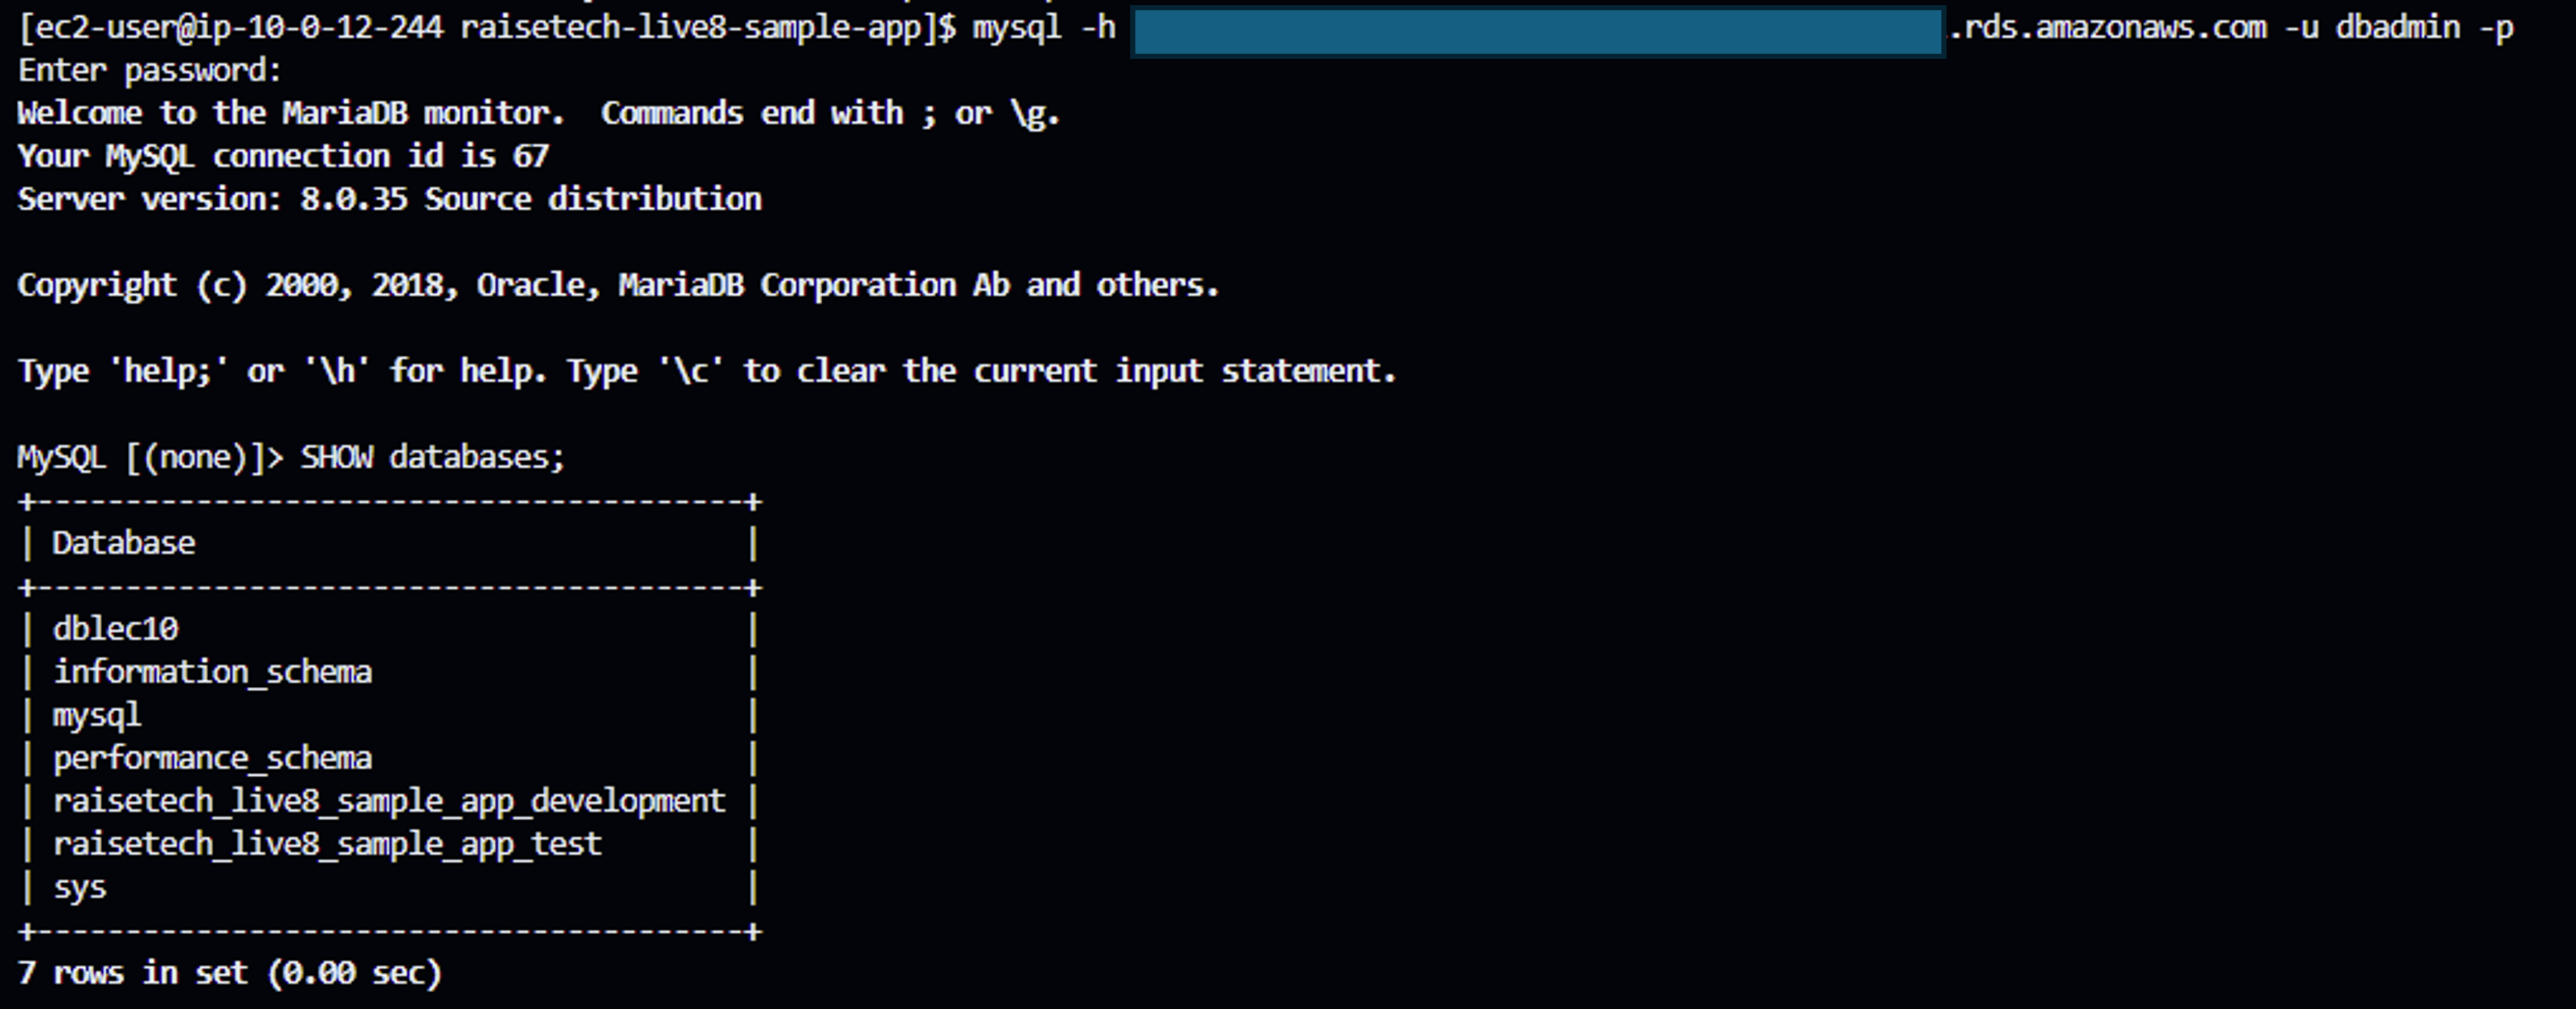 [ec2-user@ip-10-0-12-244 raisetech-live8-sample-app]$ mysql -h .rds.amazonaws.com -u dbadmin -p
Enter password:
Welcome to the MariaDB monitor.  Commands end with ; or \g.
Your MySQL connection id is 67
Server version: 8.0.35 Source distribution

Copyright (c) 2000, 2018, Oracle, MariaDB Corporation Ab and others.

Type 'help;' or '\h' for help. Type '\c' to clear the current input statement.

MySQL [(none)]> SHOW databases;
+----------------------------------------+
| Database                               |
+----------------------------------------+
| dblec10                                |
| information_schema                     |
| mysql                                  |
| performance_schema                     |
| raisetech_live8_sample_app_development |
| raisetech_live8_sample_app_test        |
| sys                                    |
+----------------------------------------+
7 rows in set (0.00 sec)